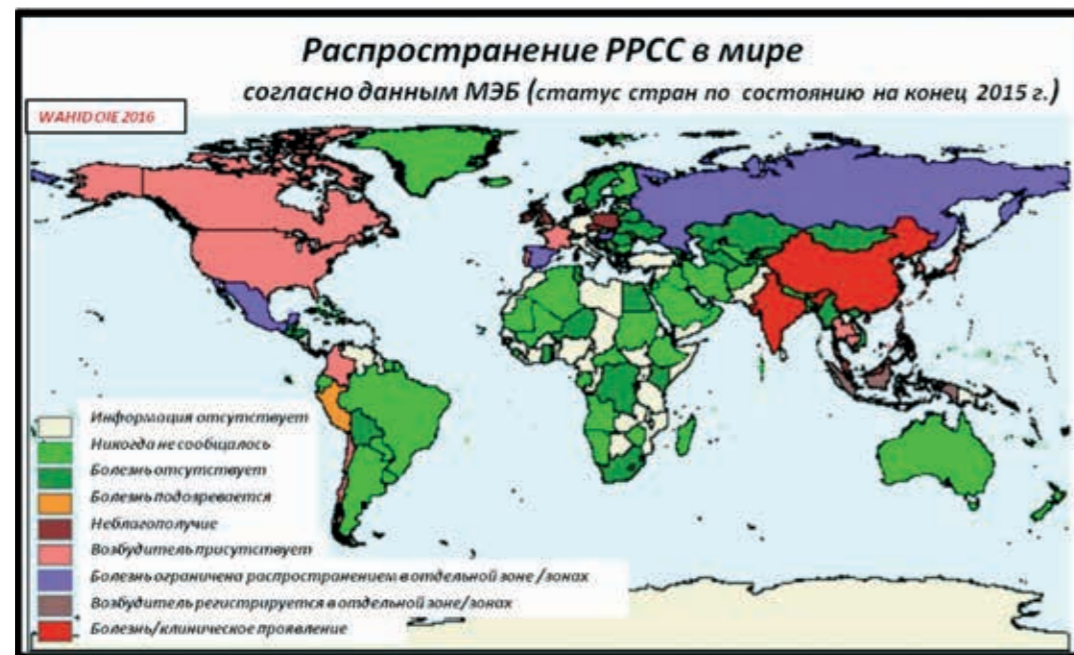 Распространение РРСС в мире
согласно данным МЭБ (статус стран по состоянию на конец 2015 г.)
WAHID OIE 2016
Информация отсутствует
Никогда не сообщалось
Болезнь отсутствует
Болезнь подозревается
Неблагополучие
Возбудитель присутствует
Болезнь ограничена распространением в отдельной зоне /зонах
Возбудитель регистрируется в отдельной зоне/зонах
Болезнь/клиническое проявление